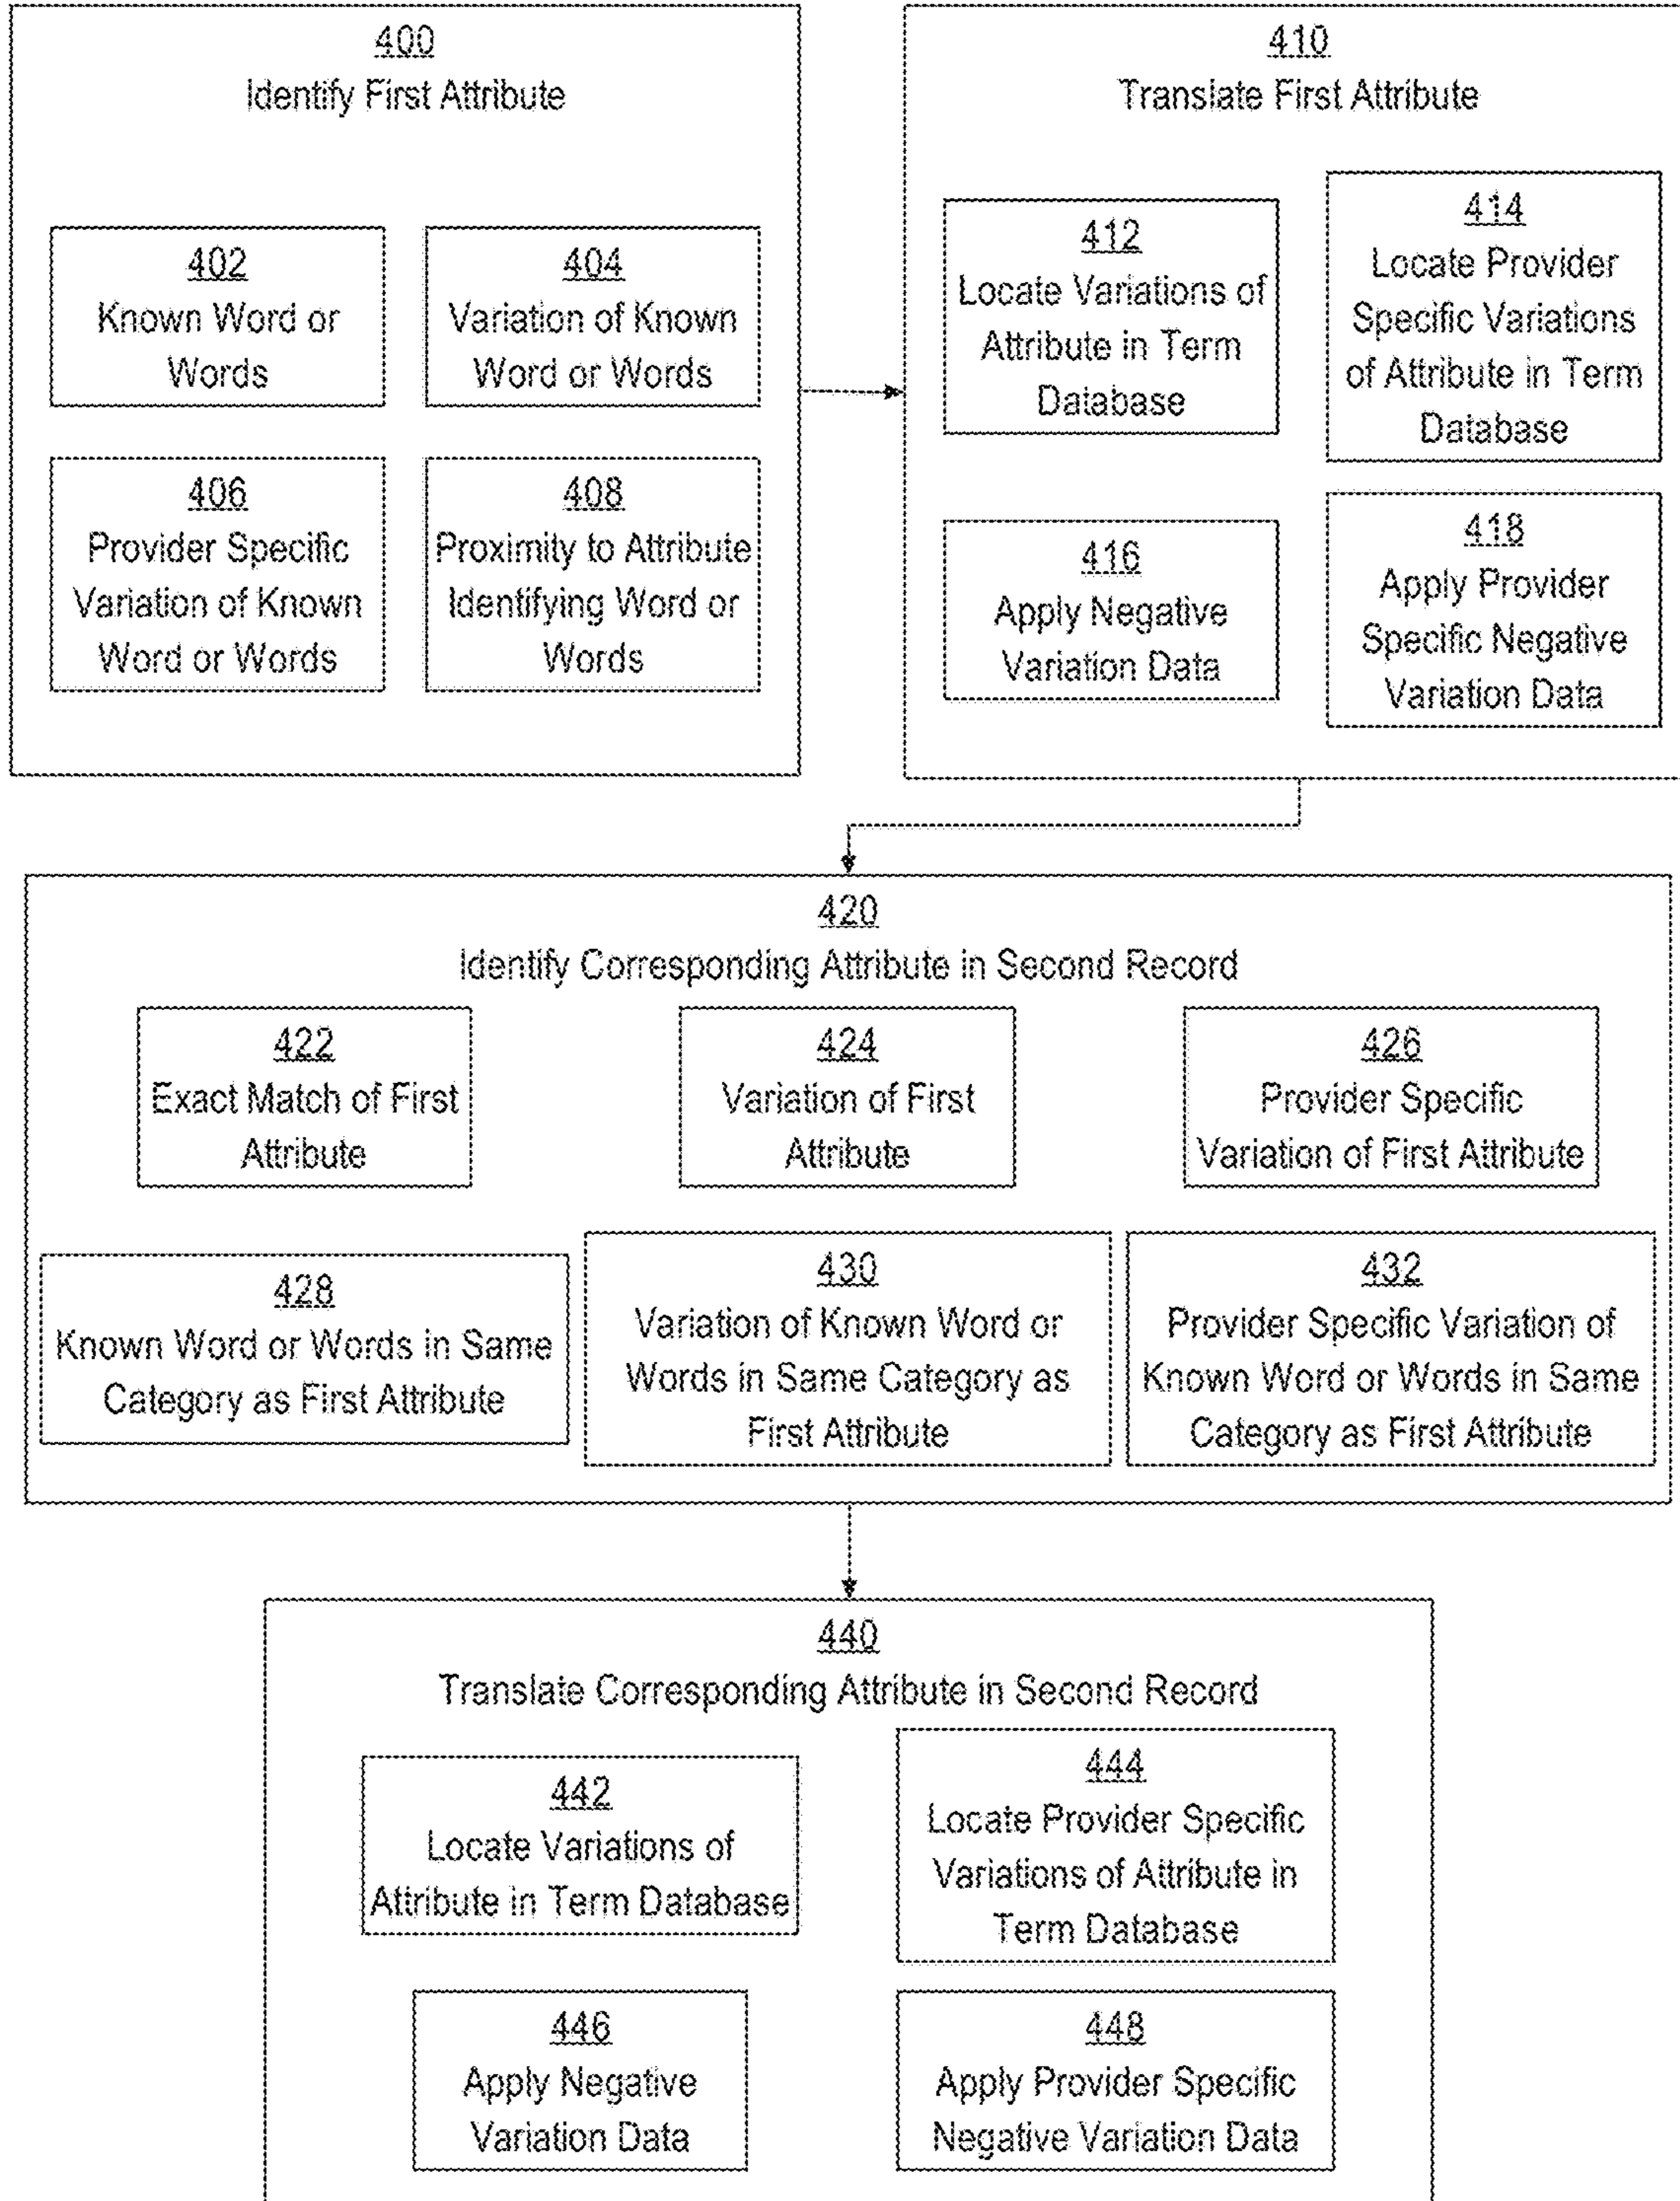 400
Identify First Attribute
402
Known Word or
Words
404
Variation of Known
Word or Words
406
Provider Specific
Variation of Known
Word or Words
408
Proximity to Attribute
Identifying Word or
Words
410
Translate First Attribute
412
Locate Variations of
Attribute in Term
Database
414
Locate Provider
Specific Variations
of Attribute in Term
Database
416
Apply Negative
Variation Data
418
Apply Provider
Specific Negative
Variation Data
420
Identify Corresponding Attribute in Second Record
422
Exact Match of First
Attribute
424
Variation of First
Attribute
426
Provider Specific
Variation of First Attribute
428
Known Word or Words in Same
Category as First Attribute
430
Variation of Known Word or
Words in Same Category as
First Attribute
432
Provider Specific Variation of
Known Word or Words in Same
Category as First Attribute
440
Translate Corresponding Attribute in Second Record
442
Locate Variations of
Attribute in Term Database
444
Locate Provider Specific
Variations of Attribute in
Term Database
446
Apply Negative
Variation Data
448
Apply Provider Specific
Negative Variation Data